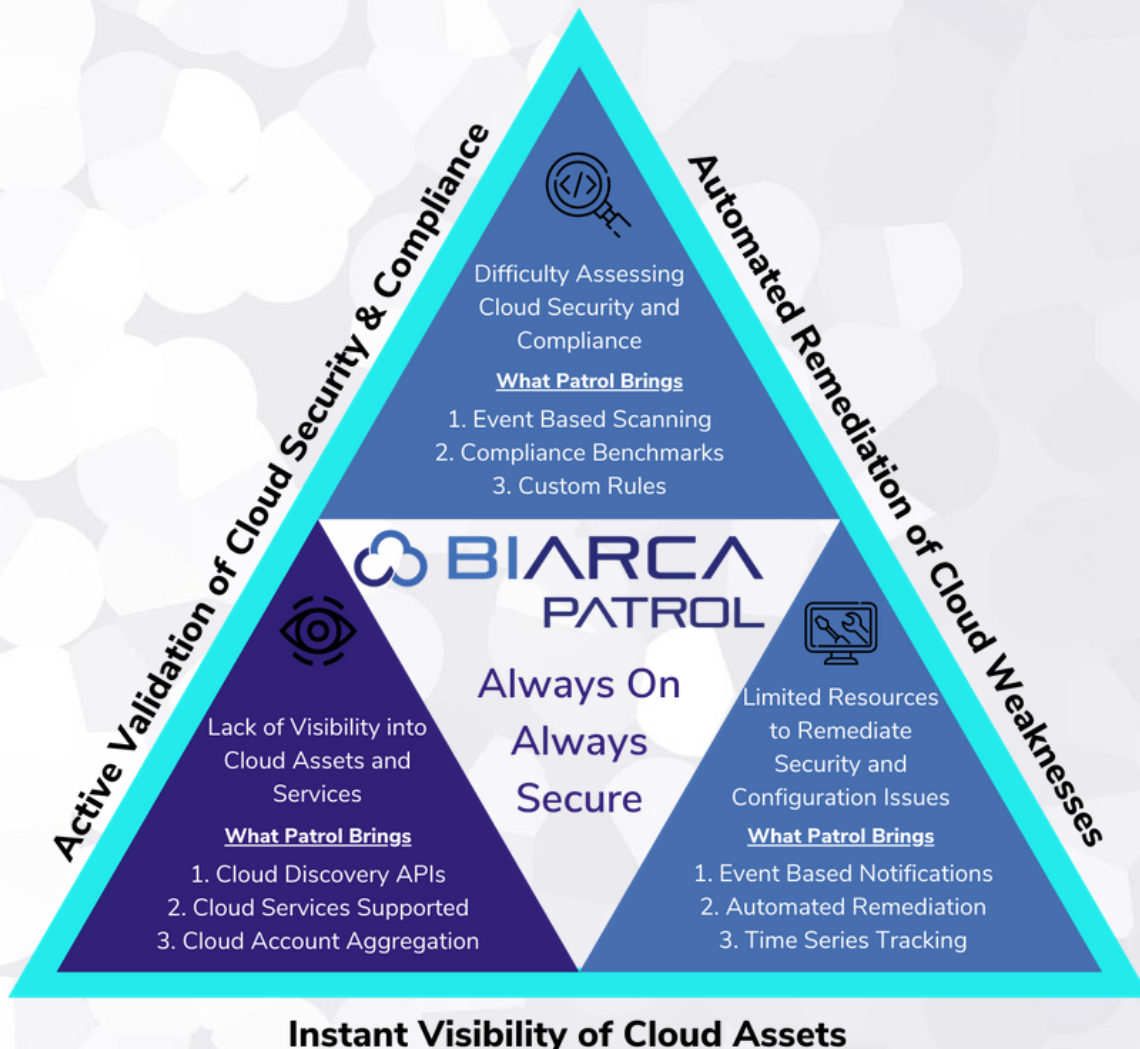 Active Validation of Cloud Security & Compliance
Automated Remediation of Cloud Weaknesses
Difficulty Assessing
Cloud Security and
Compliance
What Patrol Brings
1. Event Based Scanning
2. Compliance Benchmarks
3. Custom Rules
BIARCA
PATROL
Always On
Always
Secure
Lack of Visibility into
Cloud Assets and
Services
What Patrol Brings
1. Cloud Discovery APIs
2. Cloud Services Supported
3. Cloud Account Aggregation
Limited Resources
to Remediate
Security and
Configuration Issues
What Patrol Brings
1. Event Based Notifications
2. Automated Remediation
3. Time Series Tracking
Instant Visibility of Cloud Assets